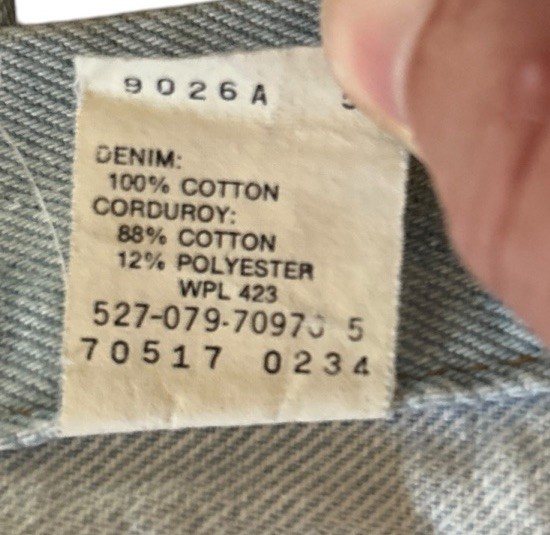 9026A
DENIM:
100% COTTON
CORDUROY:
88% COTTON
12% POLYESTER
WPL 423
5
70517 0234